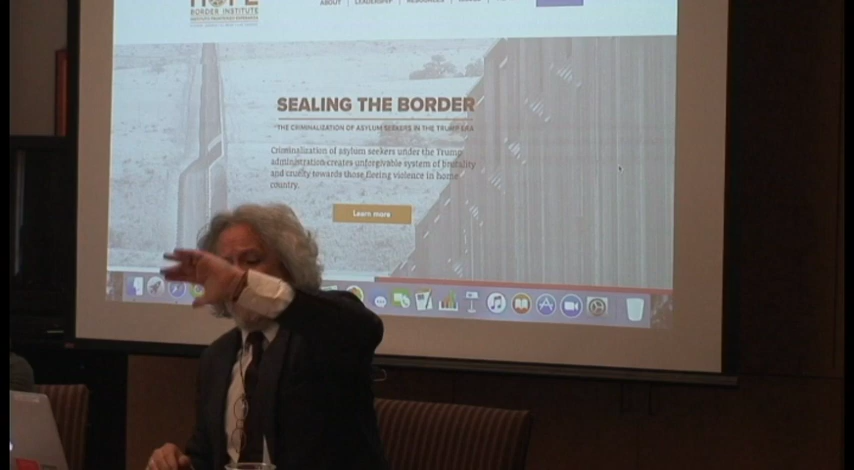 HOPE
BORDER INSTITUTE
ABOUT LEADERSHIP RESOURCES
SEALING THE BORDER
THE CRIMINALIZATION OF ASYLUM SEEKERS IN THE TRUMP ERA
Criminalization of asylum seekers under the Trump
administration creates unforgivable system of brutality
and cruelty towards those fleeing violence in home
country.
Learn more